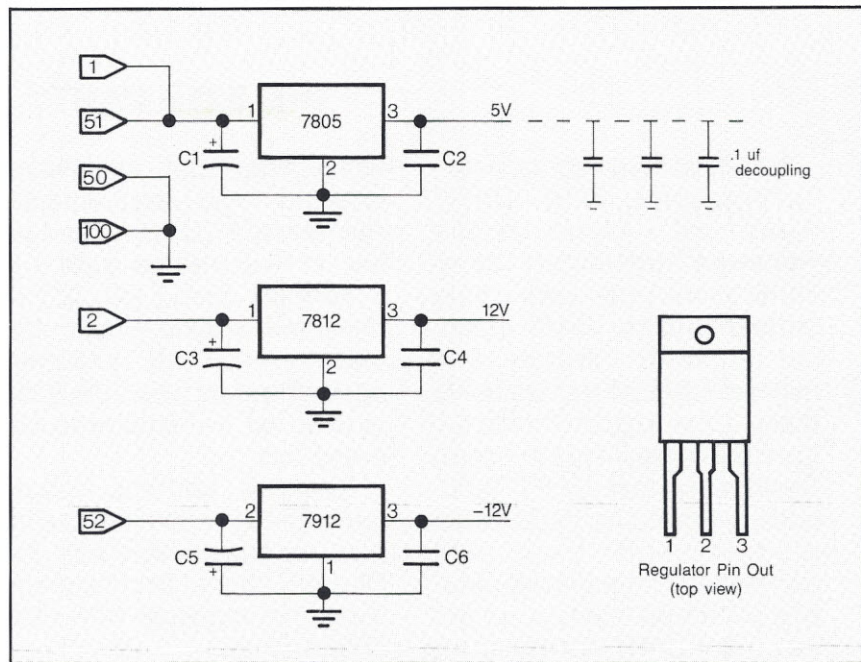 1
51
50
100
1
7805
3
2
+
C1
C2
5V
.1 uf
decoupling
2
1
7812
3
2
+
C3
C4
12V
52
2
7912
3
1
C5
+
C6
–12V
1 2 3
Regulator Pin Out
(top view)